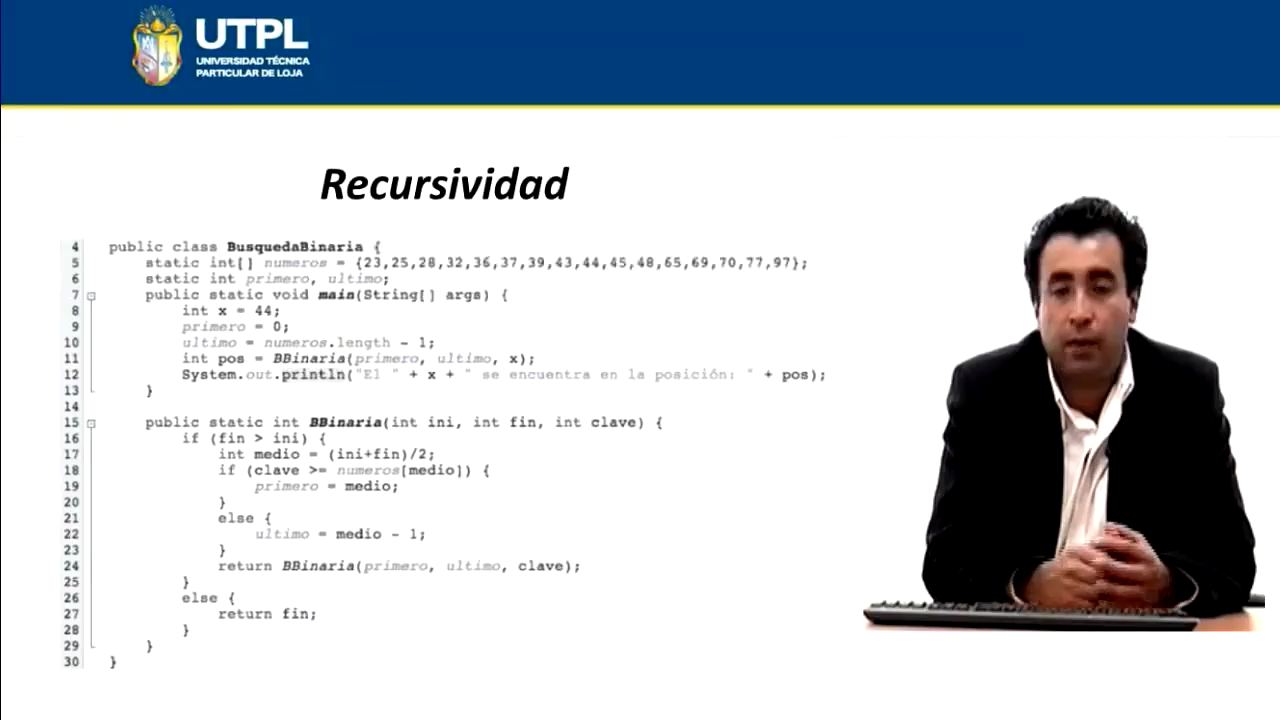 UTPL
UNIVERSIDAD TÉCNICA
PARTICULAR DE LOJA
Recursividad
4 public class BusquedaBinaria {
5 static int[] numeros = {23,25,28,32,36,37,39,43,44,45,48,65,69,70,77,97};
6 static int primero, ultimo;
7 public static void main(String[] args) {
8 int x = 44;
9 primero = 0;
10 ultimo = numeros.length - 1;
11 int pos = BBinaria(primero, ultimo, x);
12 System.out.println("El " + x + " se encuentra en la posición: " + pos);
13 }
14
15 public static int BBinaria(int ini, int fin, int clave) {
16 if (fin > ini) {
17 int medio = (ini+fin)/2;
18 if (clave >= numeros[medio]) {
19 primero = medio;
20 }
21 else {
22 ultimo = medio - 1;
23 }
24 return BBinaria(primero, ultimo, clave);
25 }
26 else {
27 return fin;
28 }
29 }
30 }